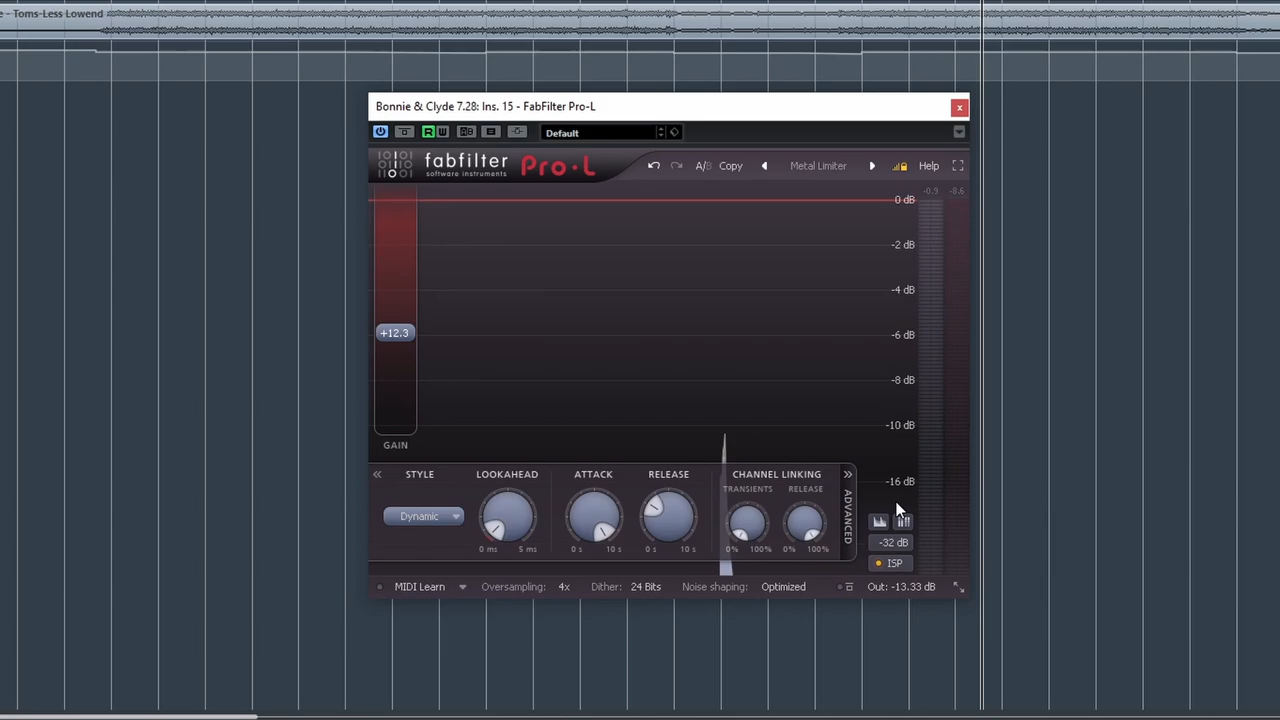 e - Toms-Less Lowend
Bonnie & Clyde 7.28: Ins. 15 - FabFilter Pro-L
x
R W Default
fabfilter
software instruments
Pro·L
A/B Copy Metal Limiter Help
-0.9 -8.6
0 dB
-2 dB
-4 dB
+12.3
-6 dB
-8 dB
-10 dB
GAIN
STYLE LOOKAHEAD ATTACK RELEASE CHANNEL LINKING
-16 dB
TRANSIENTS RELEASE
Dynamic
ADVANCED
-32 dB
0 ms 5 ms 0 s 10 s 0 s 10 s 0% 100% 0% 100%
ISP
MIDI Learn Oversampling: 4x Dither: 24 Bits Noise shaping: Optimized Out: -13.33 dB